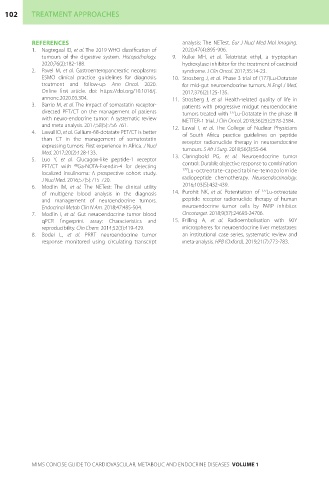 102 TREATMENT APPROACHES
REFERENCES
1. Nagtegaal ID, et al. The 2019 WHO classification of
tumours of the digestive system. Histopathology.
2020;76(2):182-188.
2. Pavel M, et al. Gastroenteropancreatic neoplasms:
ESMO clinical practice guidelines for diagnosis
treatment and follow-up. Ann Oncol. 2020.
Online first article. doi: https://doi.org/10.1016/j.
annonc.2020.03.304.
3. Barrio M, et al. The impact of somatostin receptor-
directed PET/CT on the management of patients
with neuroendocrine tumor: A systematic review
and meta analysis. 2017;58(5):756-761.
4. Lawal IO, et al. Gallium-68-dotatate PET/CT is better
than CT in the management of somatostatin
expressing tumors: First experience in Africa. J Nucl
Med. 2017;20(2):128-133.
5. Luo Y, et al. Glucagon-like peptide-1 receptor
PET/CT with 68Ga-NOTA-Exendin-4 for detecting
localized insulinoma: A prospective cohort study.
J Nucl Med. 2016;57(5):715-720.
6. Modlin IM, et al. The NETest: The clinical utility
of multigene blood analysis in the diagnosis
and management of neuroendocrine tumors.
Endocrinol Metab Clin N Am. 2018;47:485-504.
7. Modlin I, et al. Gut neuroendocrine tumor blood
qPCR fingerprint assay: Characteristics and
reproducibility. Clin Chem. 2014;52(3):419-429.
8. Bodei L, et al. PRRT neuroendocrine tumor
response monitored using circulating transcript
analysis: The NETest. Eur J Nucl Med Mol Imaging.
2020;47(4):895-906.
9. Kulke MH, et al. Telotristat ethyl, a tryptophan
hydroxylase inhibitor for the treatment of carcinoid
syndrome. J Clin Oncol. 2017;35:14-23.
10. Strosberg J, et al. Phase 3 trial of (177)Lu-Dotatate
for mid-gut neuroendocrine tumors. N Engl J Med.
2017;376(2):125-135.
11. Strosberg J, et al. Health-related quality of life in
patients with progressive midgut neuroendocrine
tumors treated with 177Lu-Dotatate in the phase III
NETTER-1 trial. J Clin Oncol. 2018;36(25):2578-2584.
12. Lawal I, et al. The College of Nuclear Physicians
of South Africa practice guidelines on peptide
receptor radionuclide therapy in neuroendocrine
tumours. S Afr J Surg. 2018;56(3):55-64.
13. Claringbold PG, et al. Neuroendocrine tumor
control: Durable objective response to combination
177Lu-octreotate-capecitabine-temozolomide
radiopeptide chemotherapy. Neuroendocrinology.
2016;103(5):432-439.
14. Purohit NK, et al. Potentiation of 177Lu-octreotate
peptide receptor radionuclide therapy of human
neuroendocrine tumor cells by PARP inhibitor.
Oncotarget. 2018;9(37):24693-24706.
15. Frilling A, et al. Radioembolisation with 90Y
microspheres for neuroendocrine liver metastases:
an institutional case series, systematic review and
meta-analysis. HPB (Oxford). 2019;21(7):773-783.
MIMS CONCISE GUIDE TO CARDIOVASCULAR, METABOLIC AND ENDOCRINE DISEASES VOLUME 1